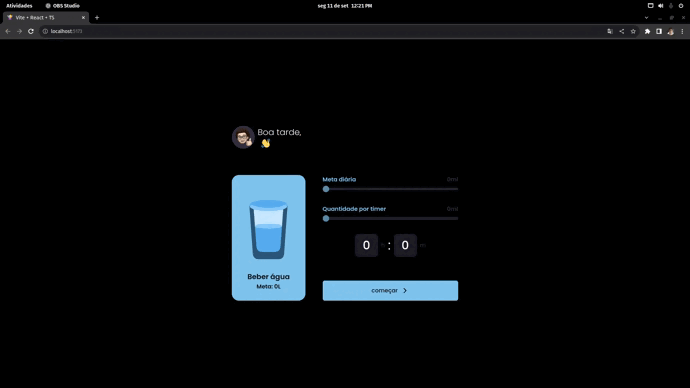 Atividades
OBS Studio
seg 11 de set 12:21 PM
Vite + React + TS
localhost:5173
Boa tarde,
Meta diária
0ml
Quantidade por timer
0ml
0 h : 0 m
Beber água
Meta: 0L
começar